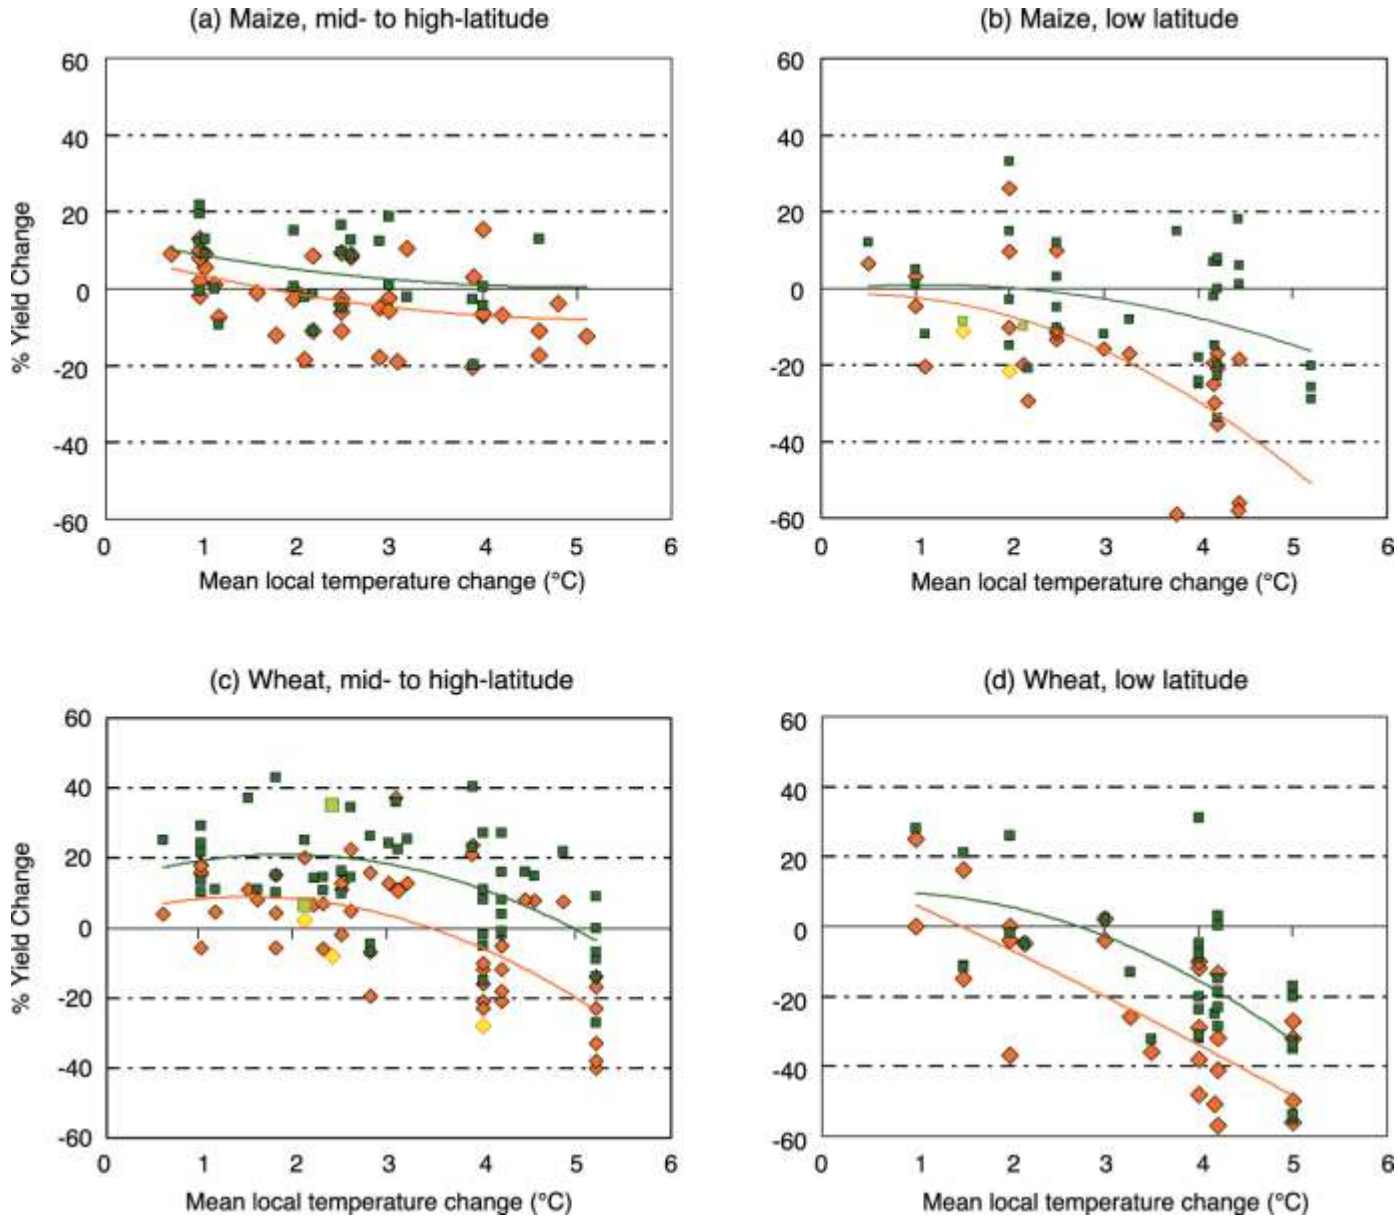 (a) Maize, mid- to high-latitude
60
40
20
0
-20
-40
-60
% Yield Change
0 1 2 3 4 5 6
Mean local temperature change (°C)
(b) Maize, low latitude
60
40
20
0
-20
-40
-60
0 1 2 3 4 5 6
Mean local temperature change (°C)
(c) Wheat, mid- to high-latitude
60
40
20
0
-20
-40
-60
% Yield Change
0 1 2 3 4 5 6
Mean local temperature change (°C)
(d) Wheat, low latitude
60
40
20
0
-20
-40
-60
0 1 2 3 4 5 6
Mean local temperature change (°C)